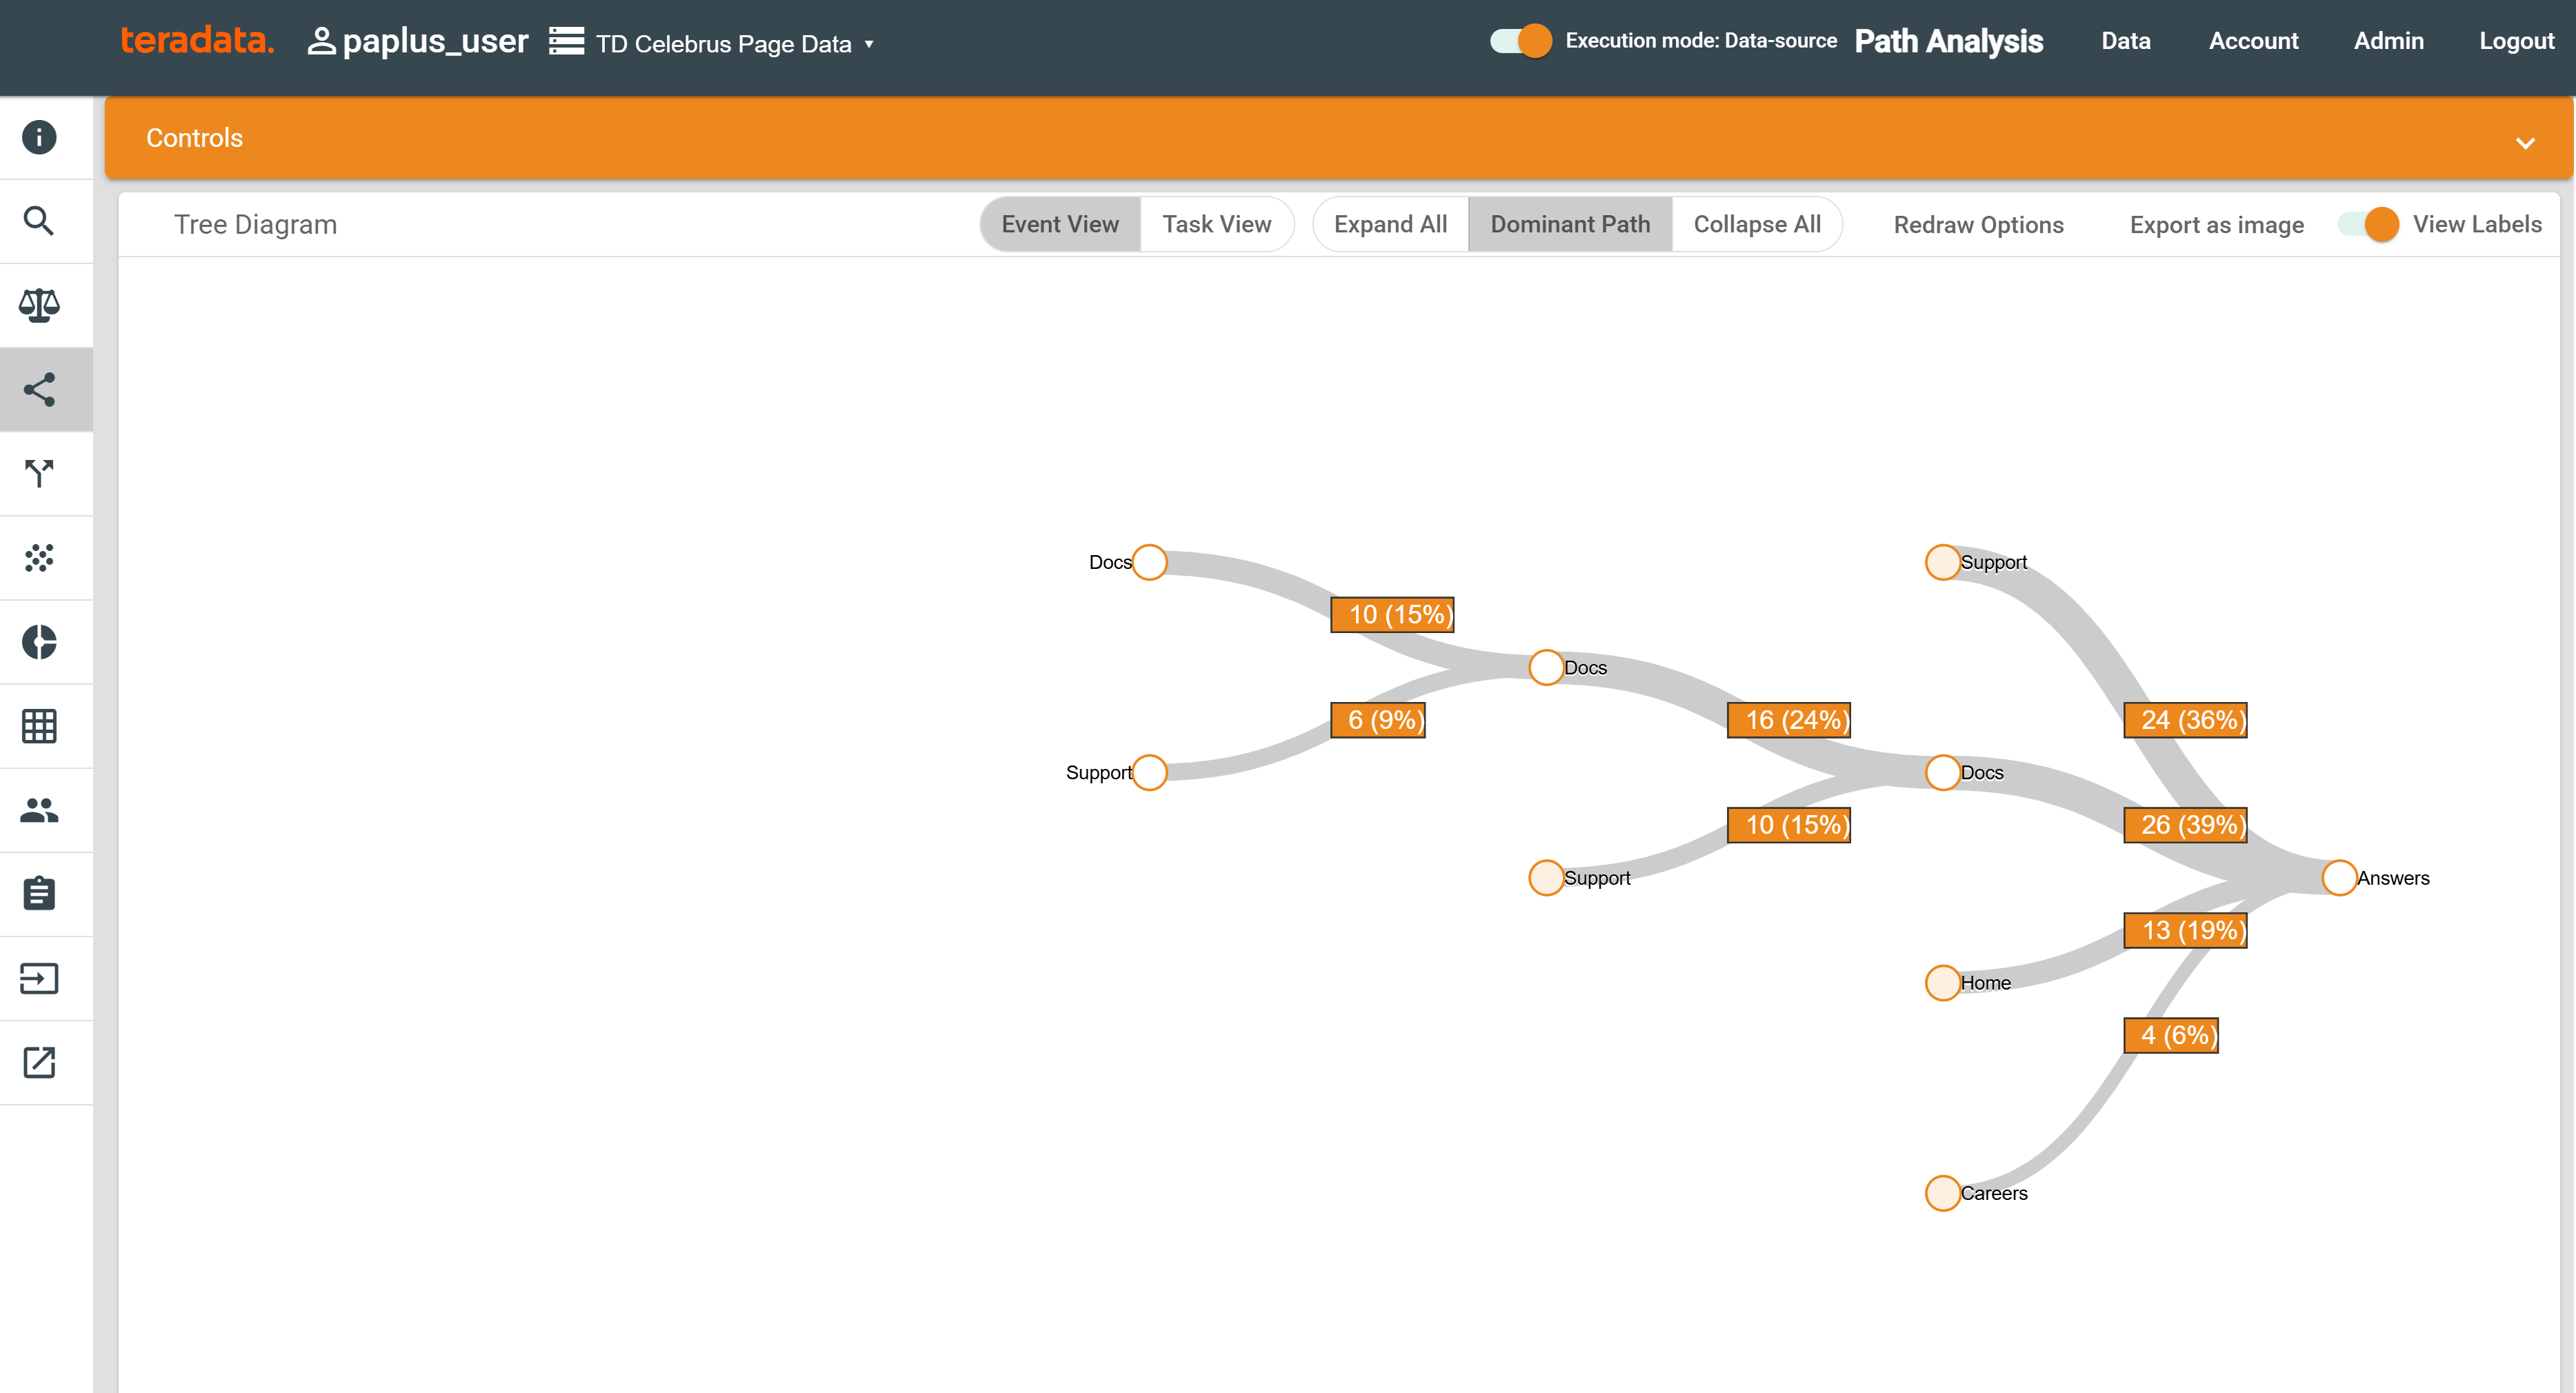 teradata. paplus_user TD Celebrus Page Data ▾ Execution mode: Data-source Path Analysis Data Account Admin Logout
Controls
Tree Diagram Event View Task View Expand All Dominant Path Collapse All Redraw Options Export as image View Labels
Docs Support
10 (15%)
Docs
6 (9%) 16 (24%) 24 (36%)
Support Docs
10 (15%) 26 (39%)
Support Answers
13 (19%)
Home
4 (6%)
Careers